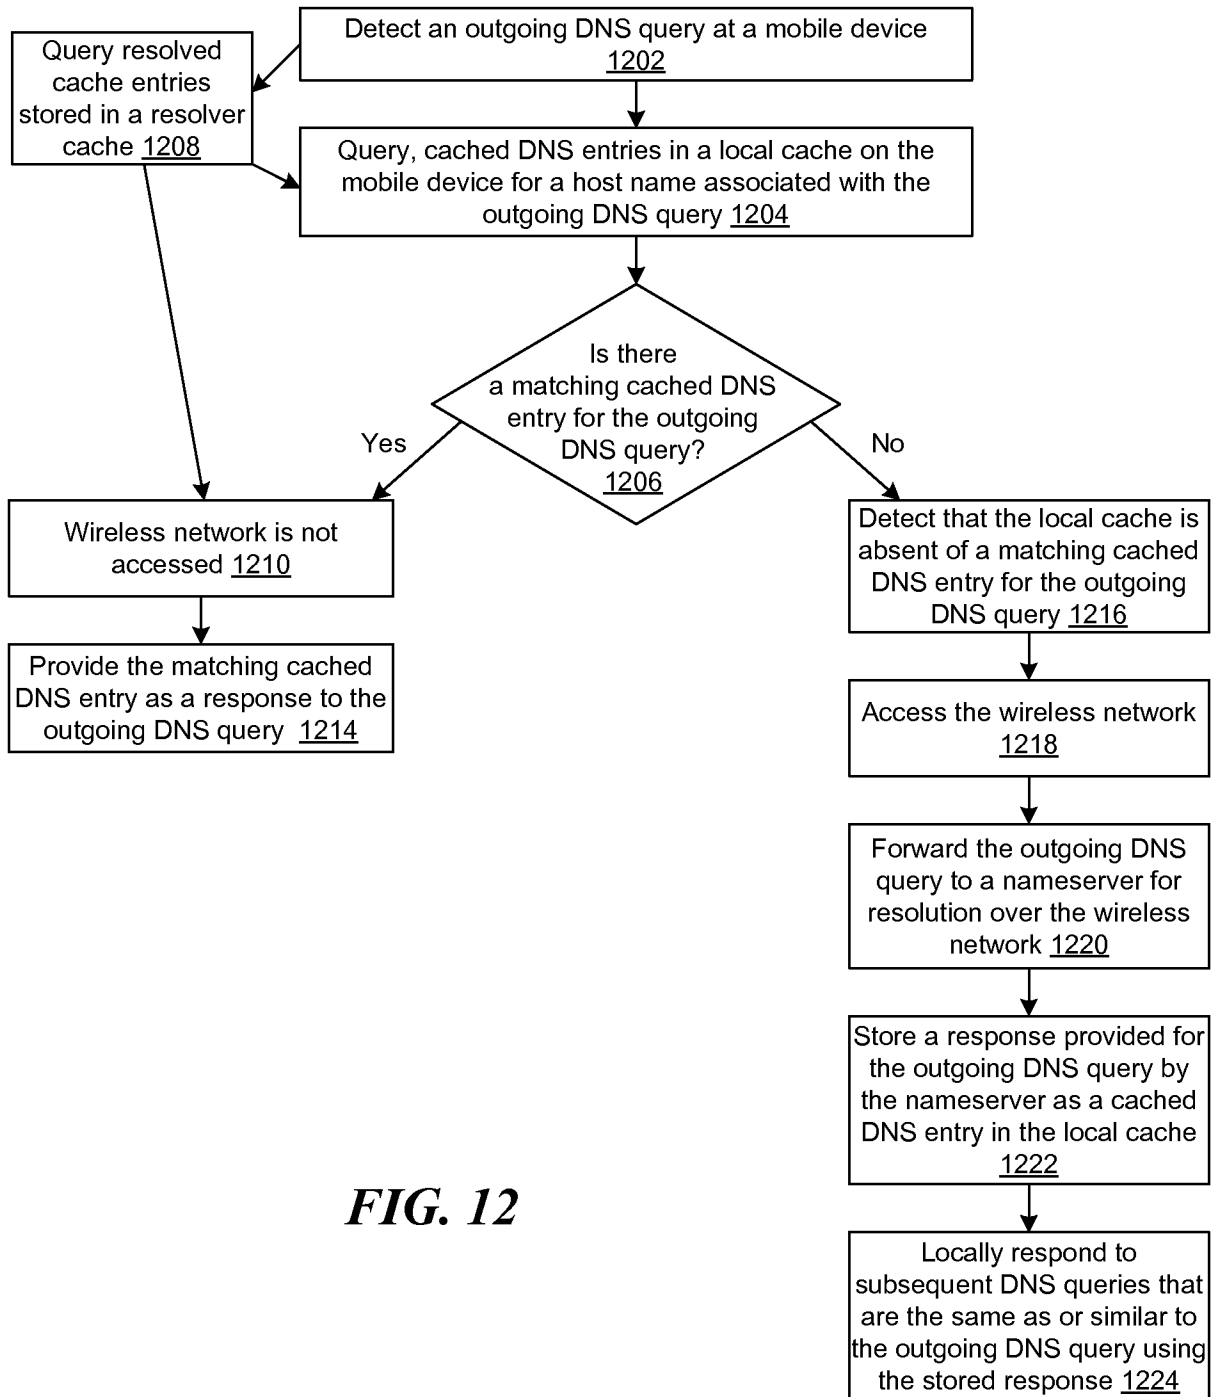 Detect an outgoing DNS query at a mobile device
1202
Query resolved
cache entries
stored in a resolver
cache 1208
Query, cached DNS entries in a local cache on the
mobile device for a host name associated with the
outgoing DNS query 1204
Is there
a matching cached DNS
entry for the outgoing
DNS query?
1206
Yes
No
Wireless network is not
accessed 1210
Provide the matching cached
DNS entry as a response to the
outgoing DNS query 1214
Detect that the local cache is
absent of a matching cached
DNS entry for the outgoing
DNS query 1216
Access the wireless network
1218
Forward the outgoing DNS
query to a nameserver for
resolution over the wireless
network 1220
Store a response provided for
the outgoing DNS query by
the nameserver as a cached
DNS entry in the local cache
1222
Locally respond to
subsequent DNS queries that
are the same as or similar to
the outgoing DNS query using
the stored response 1224
FIG. 12